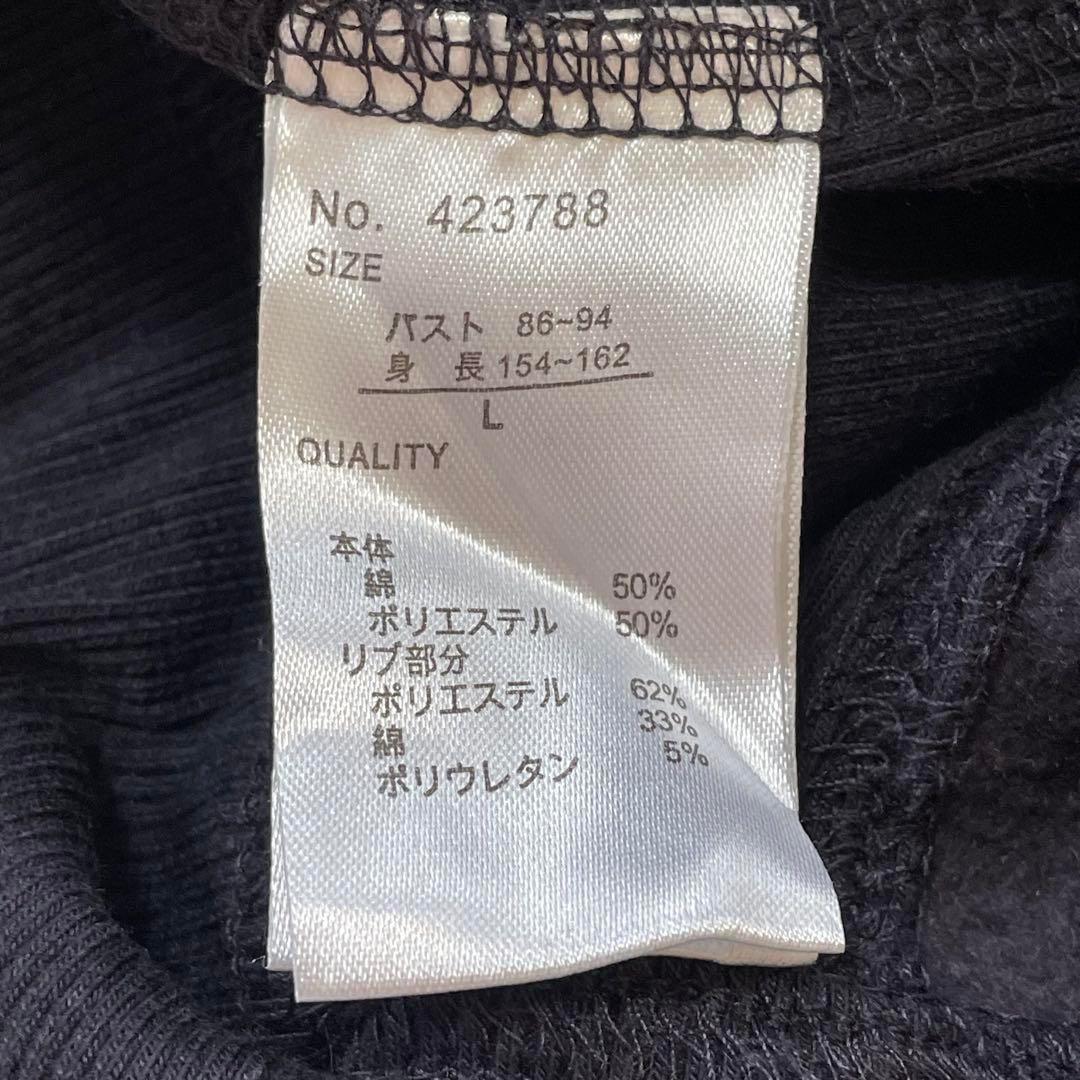 No. 423788
SIZE
バスト 86~94
身 長 154~162
L
QUALITY
本体
綿 50%
ポリエステル 50%
リブ部分
ポリエステル 62%
綿 33%
ポリウレタン 5%